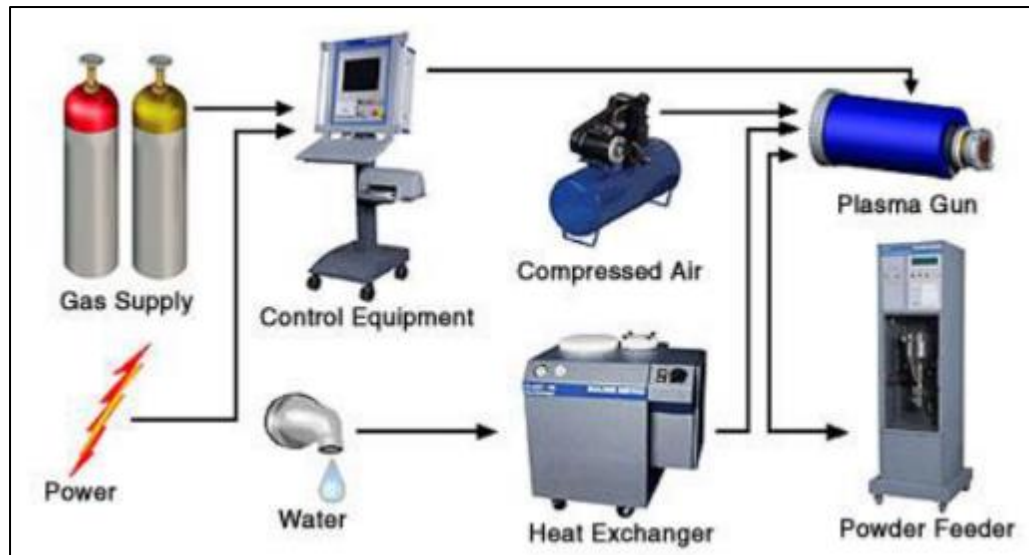 Gas Supply
Control Equipment
Compressed Air
Plasma Gun
Power
Water
Heat Exchanger
Powder Feeder